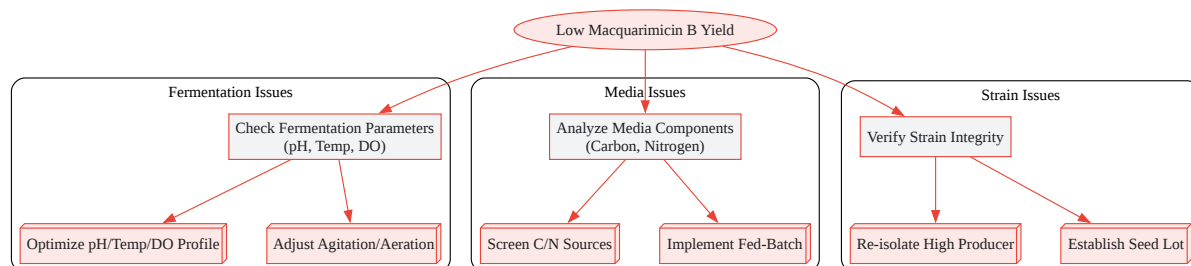 Low Macquarimicin B Yield
Fermentation Issues
Media Issues
Strain Issues
Check Fermentation Parameters
(pH, Temp, DO)
Analyze Media Components
(Carbon, Nitrogen)
Verify Strain Integrity
Optimize pH/Temp/DO Profile
Adjust Agitation/Aeration
Screen C/N Sources
Implement Fed-Batch
Re-isolate High Producer
Establish Seed Lot